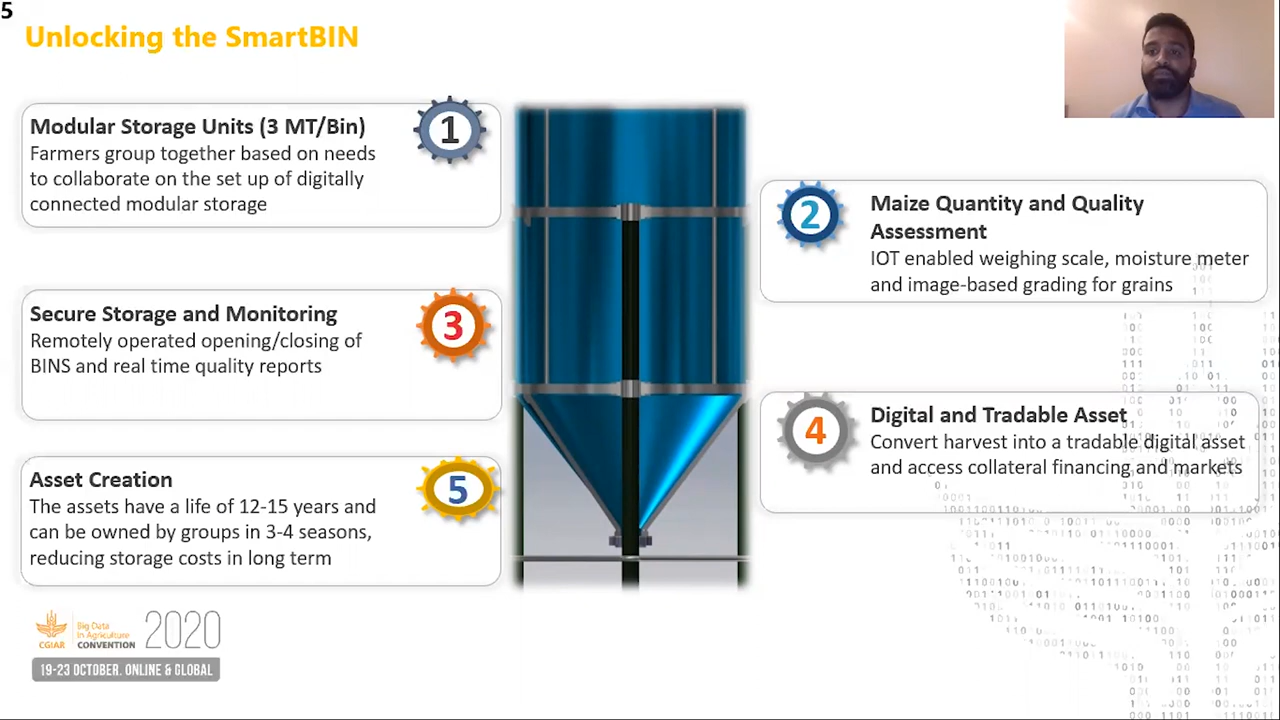 5
Unlocking the SmartBIN
Modular Storage Units (3 MT/Bin)
Farmers group together based on needs
to collaborate on the set up of digitally
connected modular storage
1
2
Maize Quantity and Quality
Assessment
IOT enabled weighing scale, moisture meter
and image-based grading for grains
Secure Storage and Monitoring
Remotely operated opening/closing of
BINS and real time quality reports
3
4
Digital and Tradable Asset
Convert harvest into a tradable digital asset
and access collateral financing and markets
Asset Creation
The assets have a life of 12-15 years and
can be owned by groups in 3-4 seasons,
reducing storage costs in long term
5
CGIAR
Big Data
in Agriculture
CONVENTION
2020
19-23 OCTOBER. ONLINE & GLOBAL